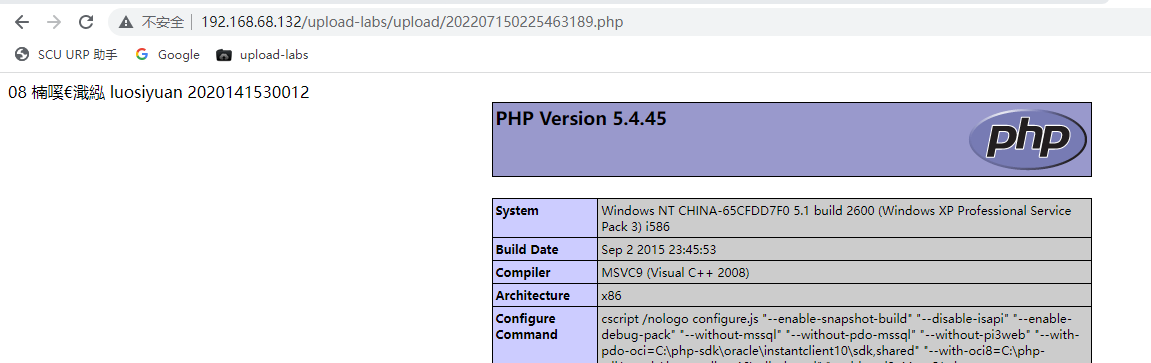 不安全 | 192.168.68.132/upload-labs/upload/202207150225463189.php
SCU URP 助手 Google upload-labs
08 楠嗘€濈紭 luosiyuan 2020141530012
PHP Version 5.4.45
php
System Windows NT CHINA-65CFDD7F0 5.1 build 2600 (Windows XP Professional Service
Pack 3) i586
Build Date Sep 2 2015 23:45:53
Compiler MSVC9 (Visual C++ 2008)
Architecture x86
Configure cscript /nologo configure.js "--enable-snapshot-build" "--disable-isapi" "--enable-
Command debug-pack" "--without-mssql" "--without-pdo-mssql" "--without-pi3web" "--with-
pdo-oci=C:\php-sdk\oracle\instantclient10\sdk,shared" "--with-oci8=C:\php-